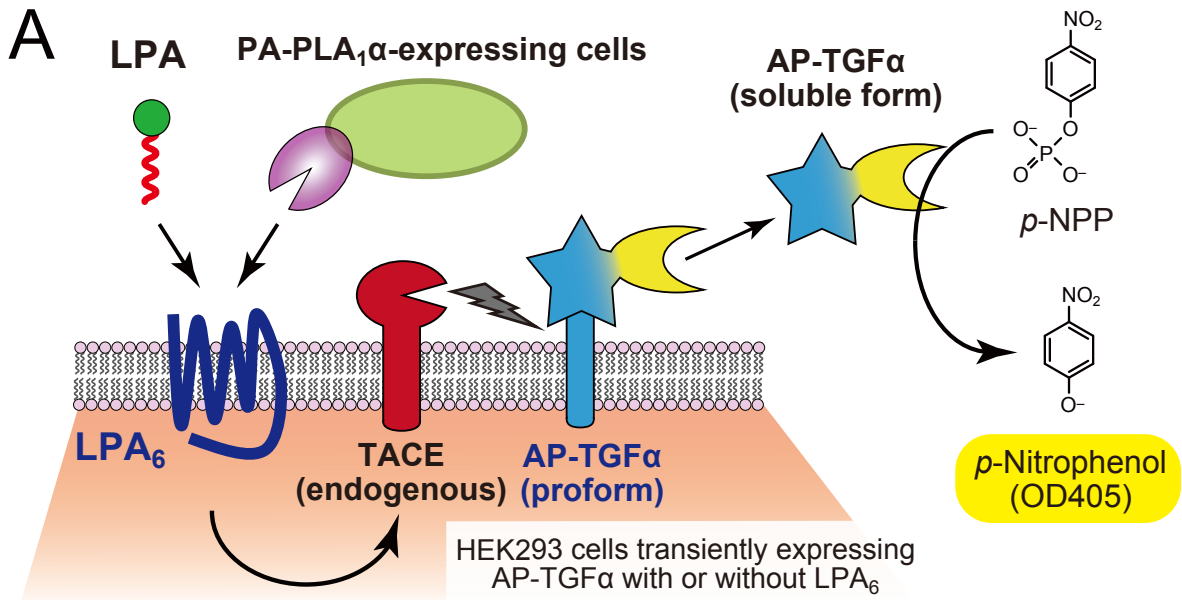 A
LPA
PA-PLA₁α-expressing cells
AP-TGFα
(soluble form)
NO₂
O
O⁻
P
O
O⁻
p-NPP
NO₂
O⁻
p-Nitrophenol
(OD405)
LPA₆
TACE
(endogenous)
AP-TGFα
(proform)
HEK293 cells transiently expressing
AP-TGFα with or without LPA₆